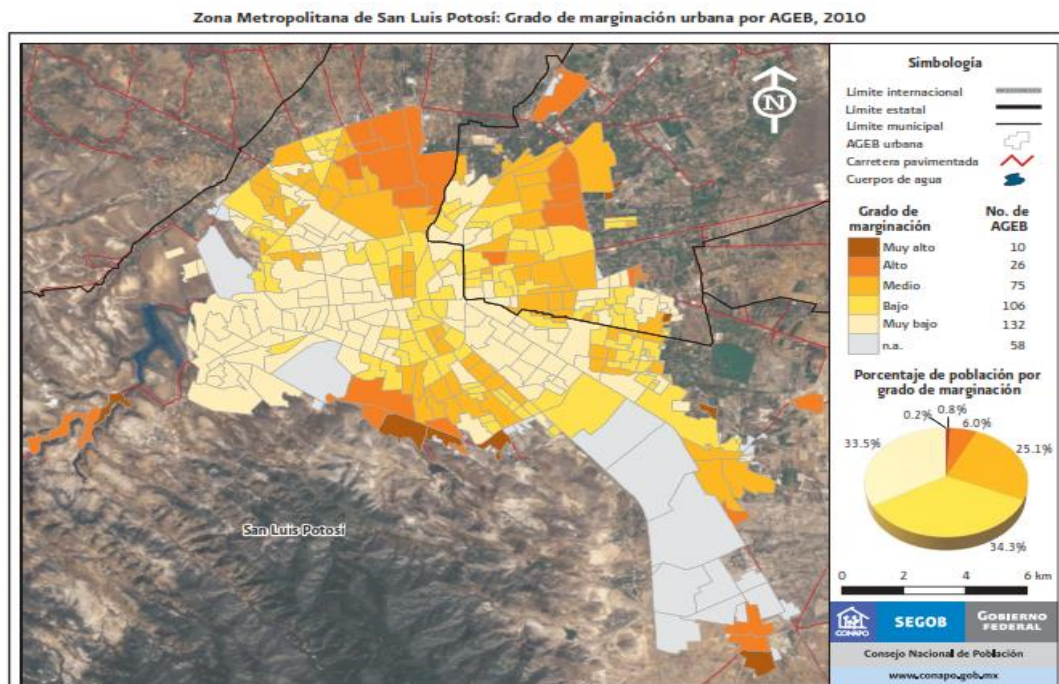 Zona Metropolitana de San Luis Potosí: Grado de marginación urbana por AGEB, 2010
N
San Luis Potosí
Simbología
Límite internacional
Límite estatal
Límite municipal
AGEB urbana
Carretera pavimentada
Cuerpos de agua
Grado de marginación No. de AGEB
Muy alto 10
Alto 26
Medio 75
Bajo 106
Muy bajo 132
n.a. 58
Porcentaje de población por
grado de marginación
0.2% 0.8%
6.0%
33.5% 25.1%
34.3%
0 2 4 6 km
CONAPO SEGOB GOBIERNO FEDERAL
Consejo Nacional de Población
www.conapo.gob.mx